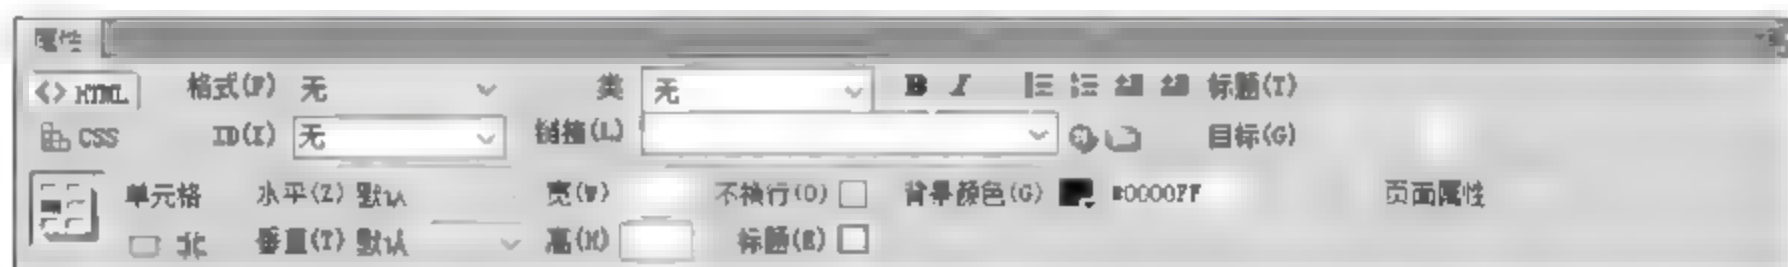 属性
<> HTML 格式(F) 无 类 无 B I 标题(T)
CSS ID(I) 无 链接(L) 目标(G)
单元格 水平(Z) 默认 宽(W) 不换行(O) 背景颜色(G) #0000FF 页面属性
垂直(T) 默认 高(H) 标题(E)